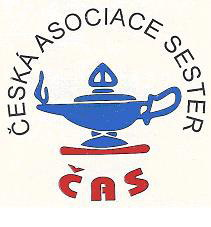 ČESKÁ ASOCIACE SESTER
ČAS